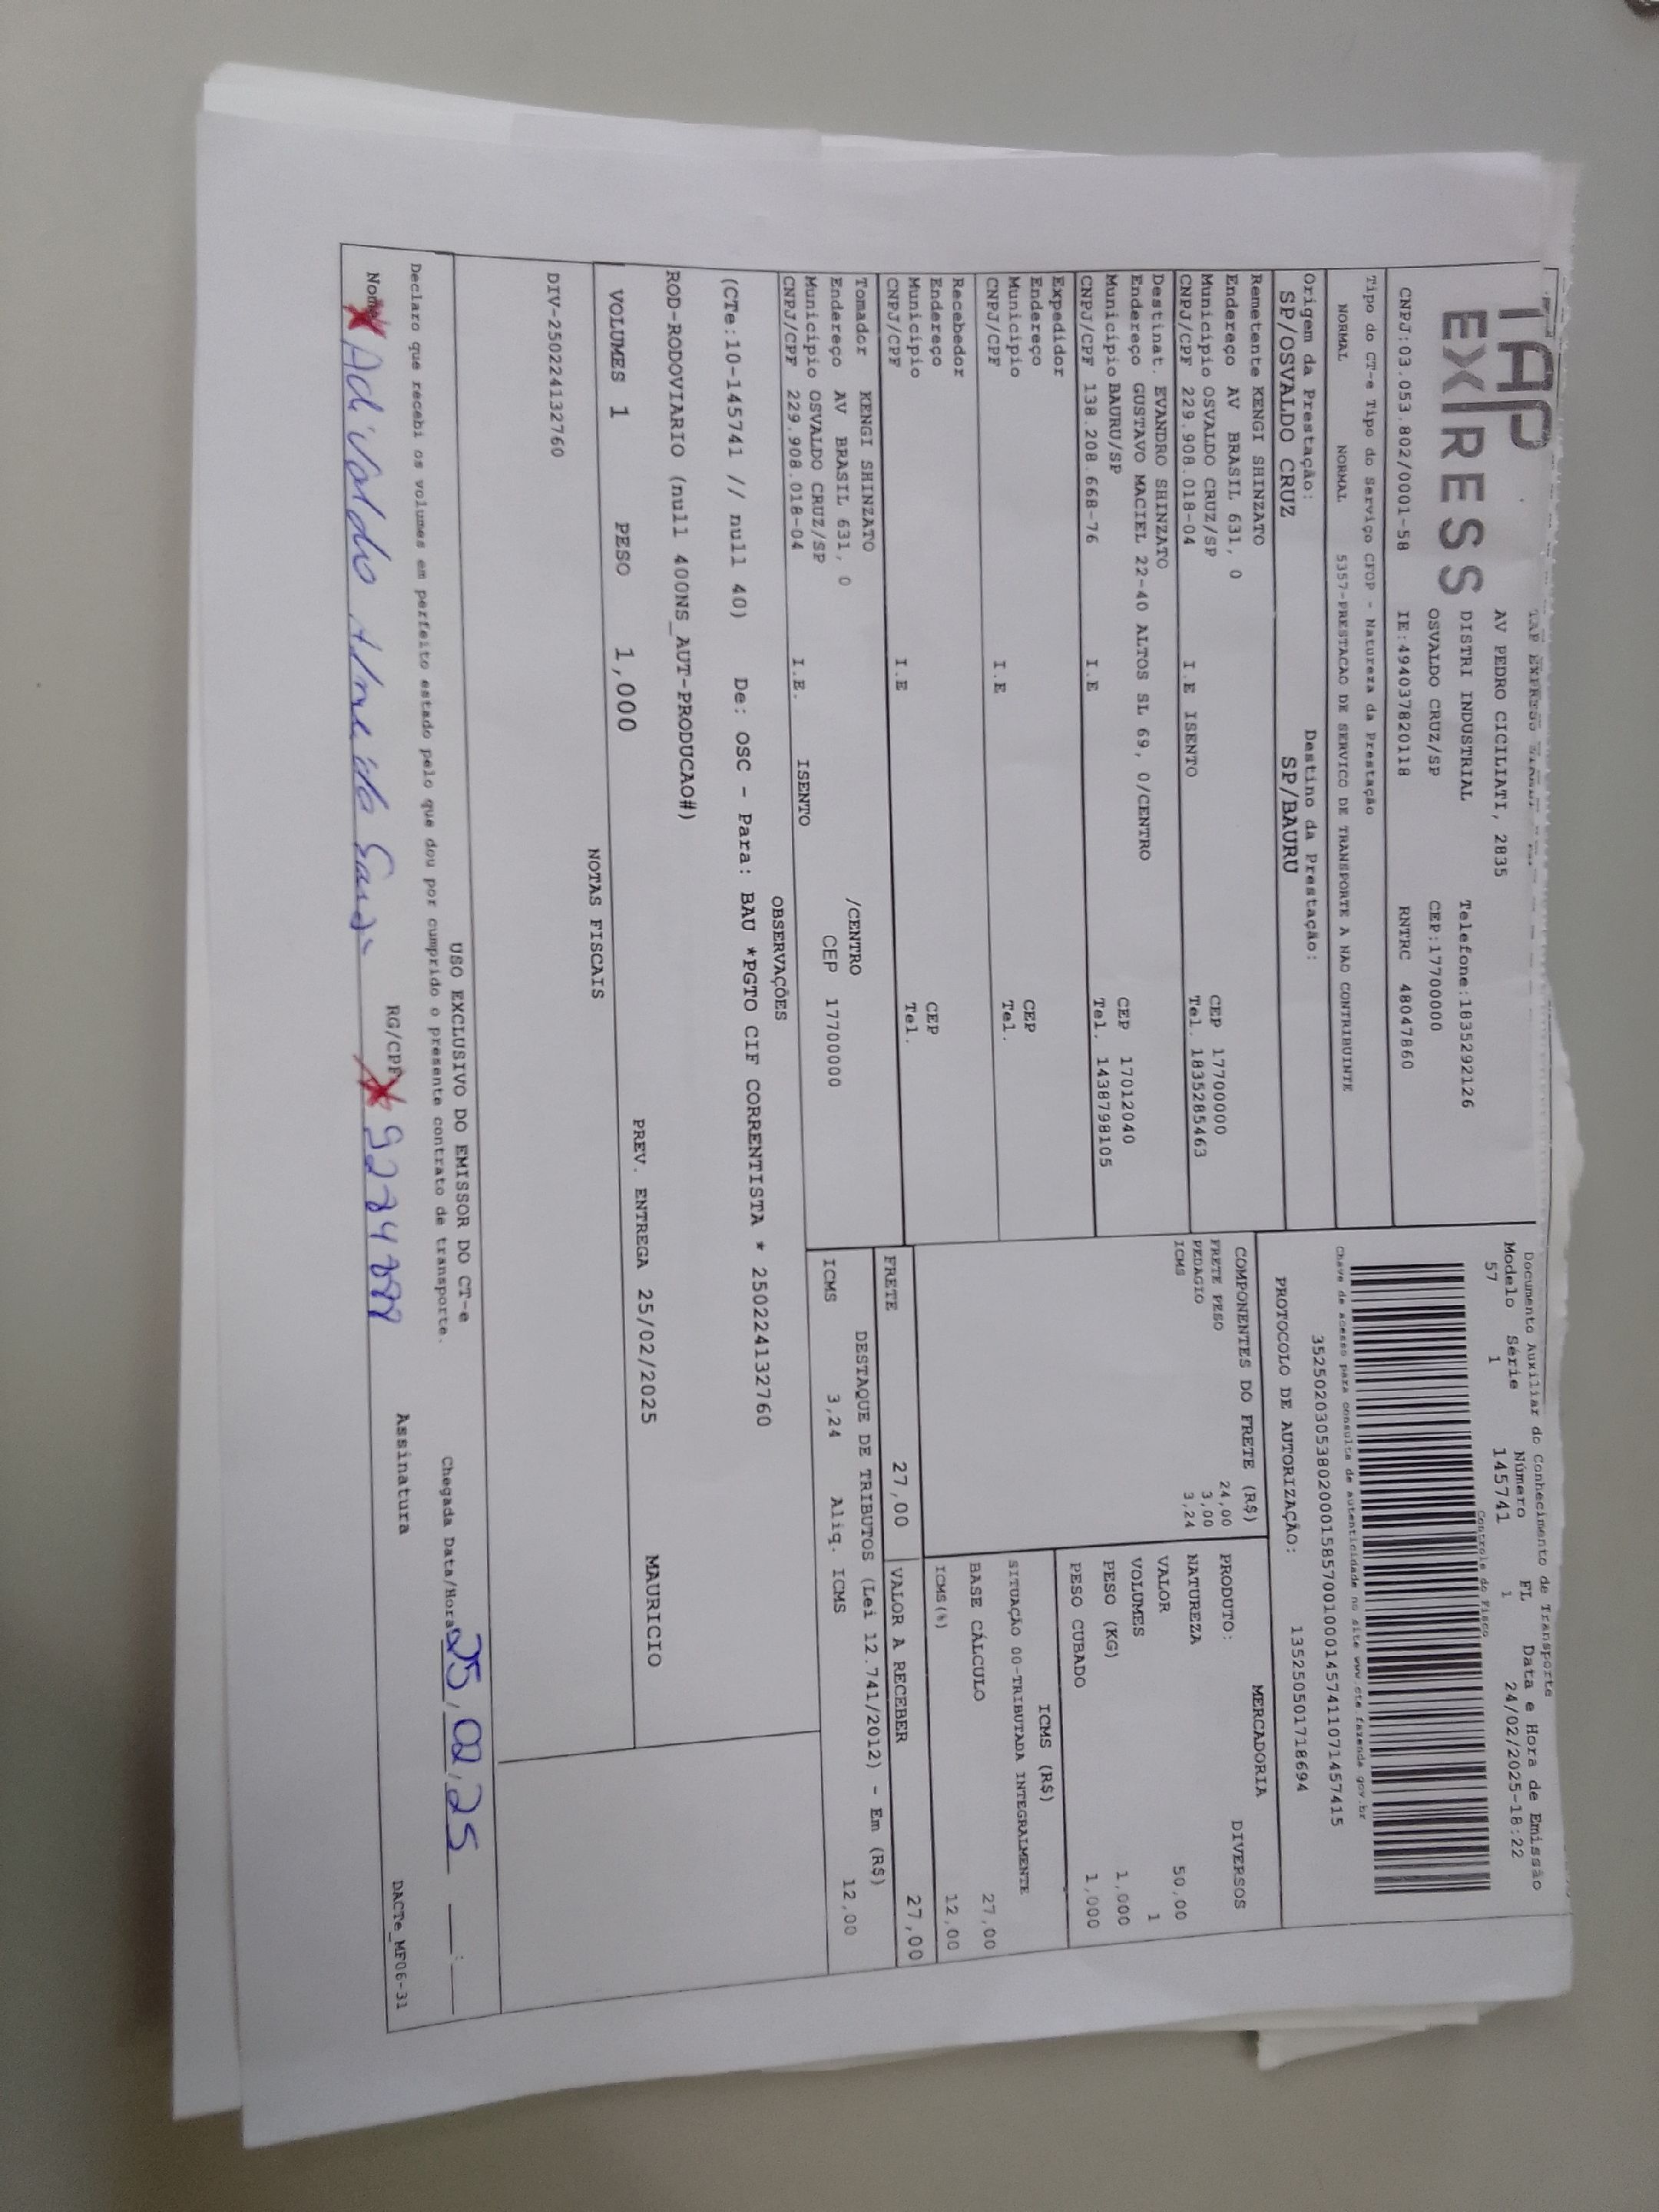 TAP
EXPRESS
AV PEDRO CICILIATI, 2835
DISTRI INDUSTRIAL Telefone:1835292126
OSVALDO CRUZ/SP CEP:17700000
CNPJ:03.053.802/0001-58 IE:494037820118 RNTRC 48047860
Tipo do CT-e Tipo do Serviço CFOP - Natureza da Prestação
NORMAL NORMAL 5357-PRESTACAO DE SERVICO DE TRANSPORTE A NAO CONTRIBUINTE
Origem da Prestação: Destino da Prestação:
SP/OSVALDO CRUZ SP/BAURU
Documento Auxiliar do Conhecimento de Transporte
Modelo Série Número FL Data e Hora de Emissão
57 1 145741 1 24/02/2025-18:22
Controle do Fisco
Chave de acesso para consulta de autenticidade no site www.cte.fazenda.gov.br
35250203053802000158570010001457411071457415
PROTOCOLO DE AUTORIZAÇÃO: 135250501718694
Remetente KENGI SHINZATO
Endereço AV BRASIL 631, 0 CEP 17700000
Municipio OSVALDO CRUZ/SP Tel. 1835285463
CNPJ/CPF 229.908.018-04 I.E ISENTO
Destinat. EVANDRO SHINZATO
Endereço GUSTAVO MACIEL 22-40 ALTOS SL 69, 0/CENTRO CEP 17012040
Municipio BAURU/SP Tel. 1438798105
CNPJ/CPF 138.208.668-76 I.E
Expedidor
Endereço CEP
Municipio Tel.
CNPJ/CPF I.E
Recebedor
Endereço CEP
Municipio Tel.
CNPJ/CPF I.E
Tomador KENGI SHINZATO
Endereço AV BRASIL 631, 0 /CENTRO
Municipio OSVALDO CRUZ/SP CEP 17700000
CNPJ/CPF 229.908.018-04 I.E. ISENTO
COMPONENTES DO FRETE (R$)
FRETE PESO 24,00
PEDAGIO 3,00
ICMS 3,24
MERCADORIA
PRODUTO: DIVERSOS
NATUREZA
VALOR 50,00
VOLUMES 1
PESO (KG) 1,000
PESO CUBADO 1,000
ICMS (R$)
SITUAÇÃO 00-TRIBUTADA INTEGRALMENTE
BASE CÁLCULO 27,00
ICMS(%) 12,00
FRETE 27,00 VALOR A RECEBER 27,00
DESTAQUE DE TRIBUTOS (Lei 12.741/2012) - Em (R$)
ICMS 3,24 Aliq. ICMS 12,00
OBSERVAÇÕES
(CTe:10-145741 // null 40) De: OSC - Para: BAU *PGTO CIF CORRENTISTA * 250224132760
ROD-RODOVIARIO (null 400NS_AUT-PRODUCAO#)
VOLUMES 1 PESO 1,000 PREV. ENTREGA 25/02/2025 MAURICIO
NOTAS FISCAIS
DIV-250224132760
USO EXCLUSIVO DO EMISSOR DO CT-e
Declaro que recebi os volumes em perfeito estado pelo que dou por cumprido o presente contrato de transporte. Chegada Data/Hora 25/02/25 __:__
Nome Adivaldo Almeida RG/CPF Assinatura
DACTe_MF06-31